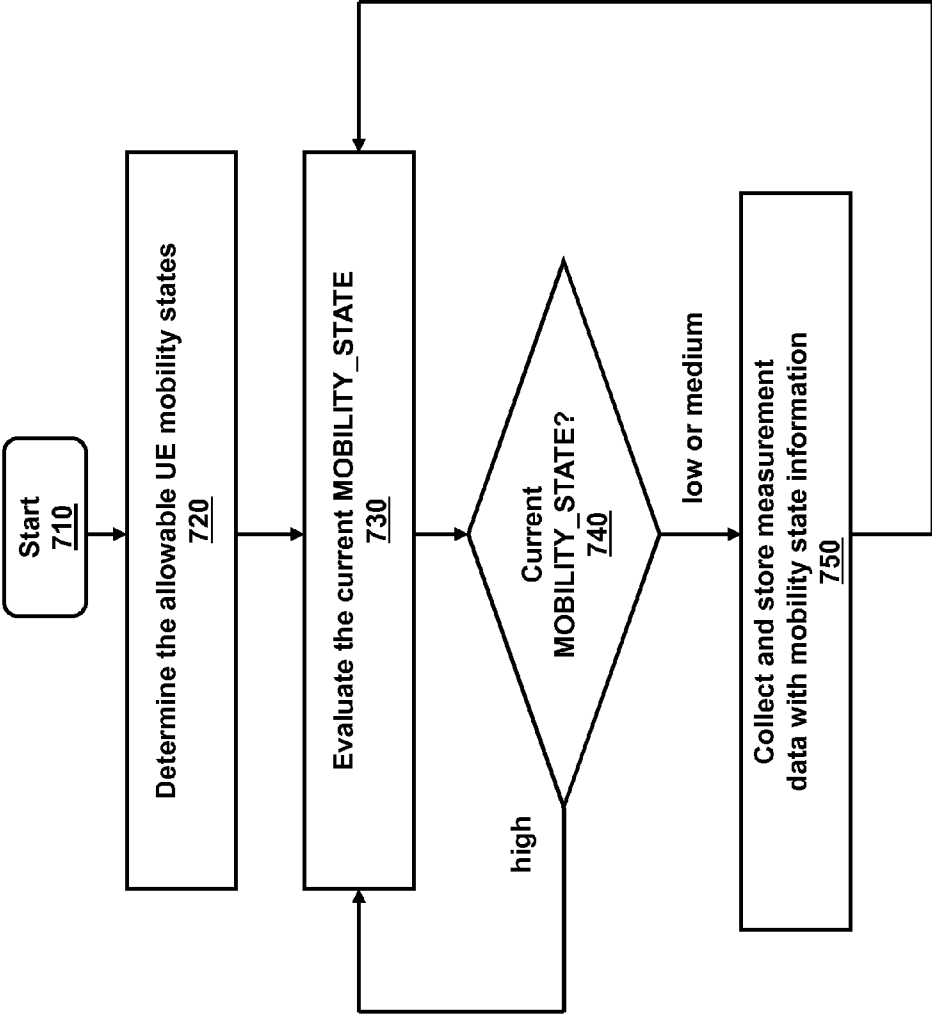 Start
710
Determine the allowable UE mobility states
720
Evaluate the current MOBILITY_STATE
730
Current
MOBILITY_STATE?
740
high
low or medium
Collect and store measurement
data with mobility state information
750